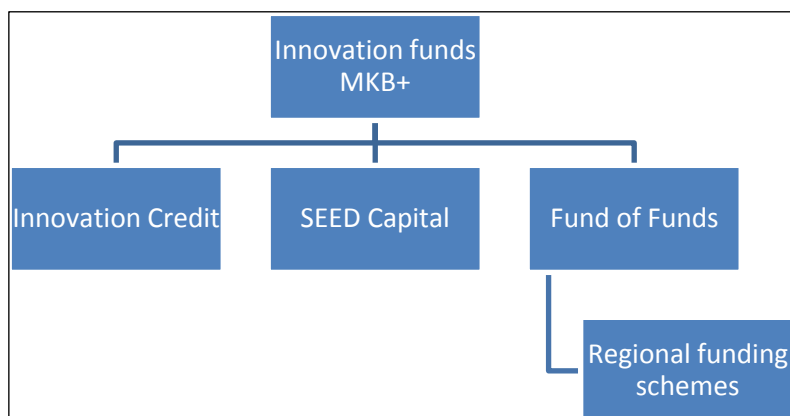 Innovation funds
MKB+
Innovation Credit
SEED Capital
Fund of Funds
Regional funding
schemes